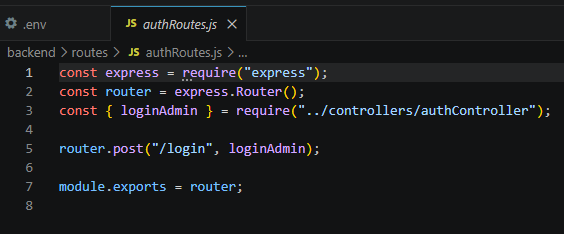 .env JS authRoutes.js
backend > routes > JS authRoutes.js > ...
1 const express = require("express");
2 const router = express.Router();
3 const { loginAdmin } = require("../controllers/authController");
4
5 router.post("/login", loginAdmin);
6
7 module.exports = router;
8